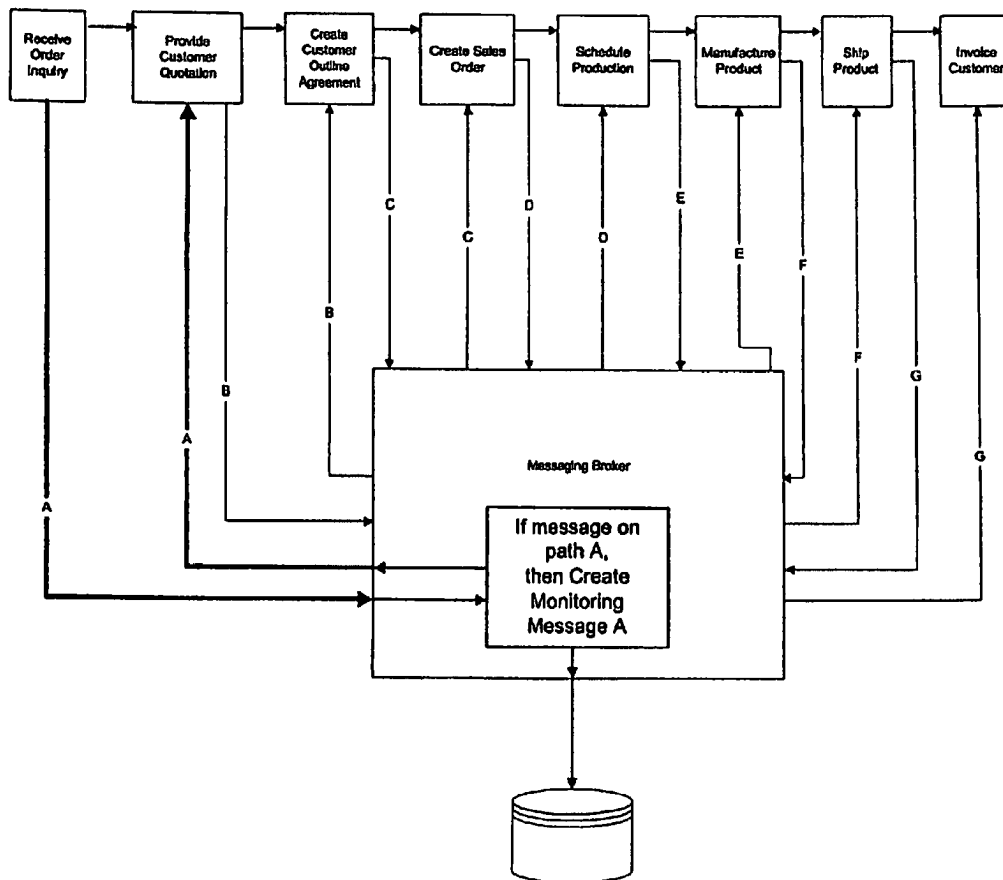 Receive
Order
Inquiry
Provide
Customer
Quotation
Create
Customer
Outline
Agreement
Create Sales
Order
Schedule
Production
Manufacture
Product
Ship
Product
Invoice
Customer
C
D
E
C
D
E
F
B
F
B
G
A
G
A
Messaging Broker
If message on
path A,
then Create
Monitoring
Message A